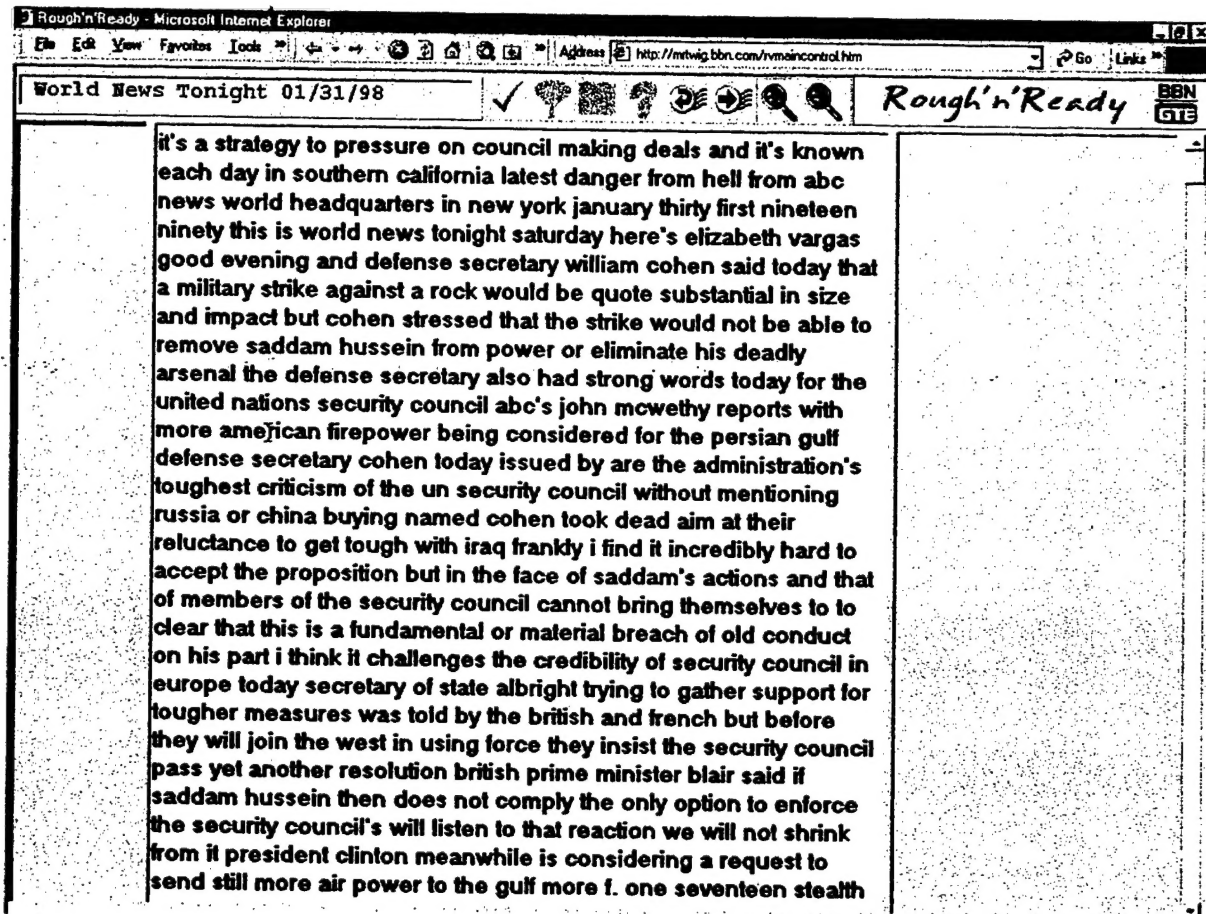 Rough'n'Ready - Microsoft Internet Explorer
File Edit View Favorites Tools » Address http://mrtwig.bbn.com/rvmaincontrol.htm Go Links »
World News Tonight 01/31/98 Rough'n'Ready BBN
GTE
it's a strategy to pressure on council making deals and it's known
each day in southern california latest danger from hell from abc
news world headquarters in new york january thirty first nineteen
ninety this is world news tonight saturday here's elizabeth vargas
good evening and defense secretary william cohen said today that
a military strike against a rock would be quote substantial in size
and impact but cohen stressed that the strike would not be able to
remove saddam hussein from power or eliminate his deadly
arsenal the defense secretary also had strong words today for the
united nations security council abc's john mcwethy reports with
more american firepower being considered for the persian gulf
defense secretary cohen today issued by are the administration's
toughest criticism of the un security council without mentioning
russia or china buying named cohen took dead aim at their
reluctance to get tough with iraq frankly i find it incredibly hard to
accept the proposition but in the face of saddam's actions and that
of members of the security council cannot bring themselves to to
clear that this is a fundamental or material breach of old conduct
on his part i think it challenges the credibility of security council in
europe today secretary of state albright trying to gather support for
tougher measures was told by the british and french but before
they will join the west in using force they insist the security council
pass yet another resolution british prime minister blair said if
saddam hussein then does not comply the only option to enforce
the security council's will listen to that reaction we will not shrink
from it president clinton meanwhile is considering a request to
send still more air power to the gulf more f. one seventeen stealth